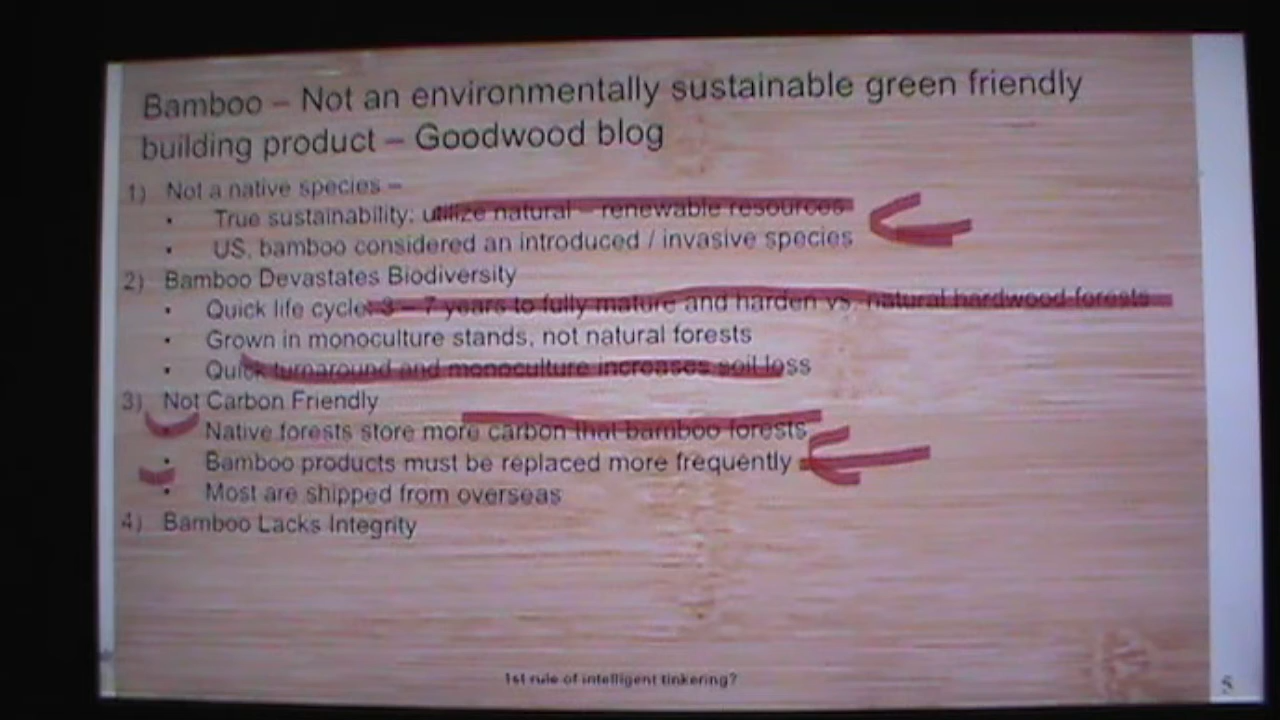 Bamboo – Not an environmentally sustainable green friendly
building product – Goodwood blog
1) Not a native species –
• True sustainability: utilize natural – renewable resources
• US, bamboo considered an introduced / invasive species
2) Bamboo Devastates Biodiversity
• Quick life cycle: 3 – 7 years to fully mature and harden vs. natural hardwood forests
• Grown in monoculture stands, not natural forests
• Quick turnaround and monoculture increases soil loss
3) Not Carbon Friendly
• Native forests store more carbon that bamboo forests
• Bamboo products must be replaced more frequently
• Most are shipped from overseas
4) Bamboo Lacks Integrity
1st rule of intelligent tinkering?
5